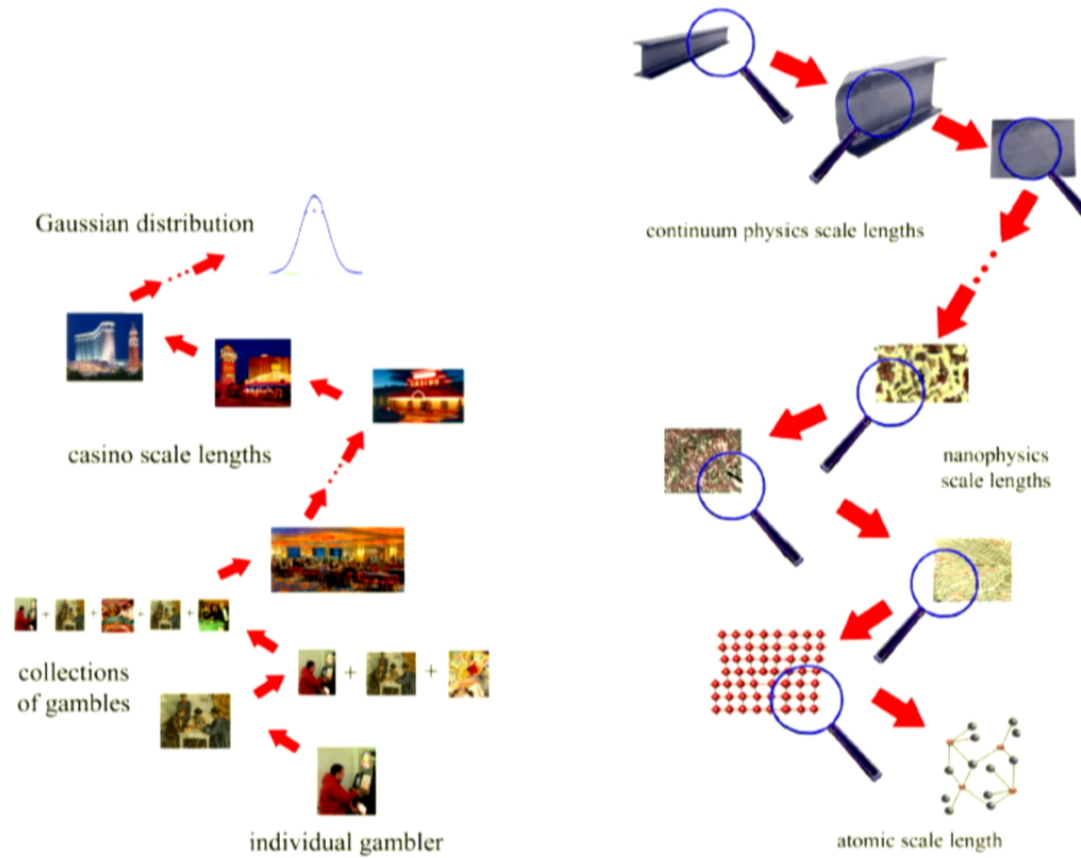 Gaussian distribution
casino scale lengths
collections
of gambles
+ + + +
+ +
individual gambler
continuum physics scale lengths
nanophysics
scale lengths
atomic scale length
CASINO